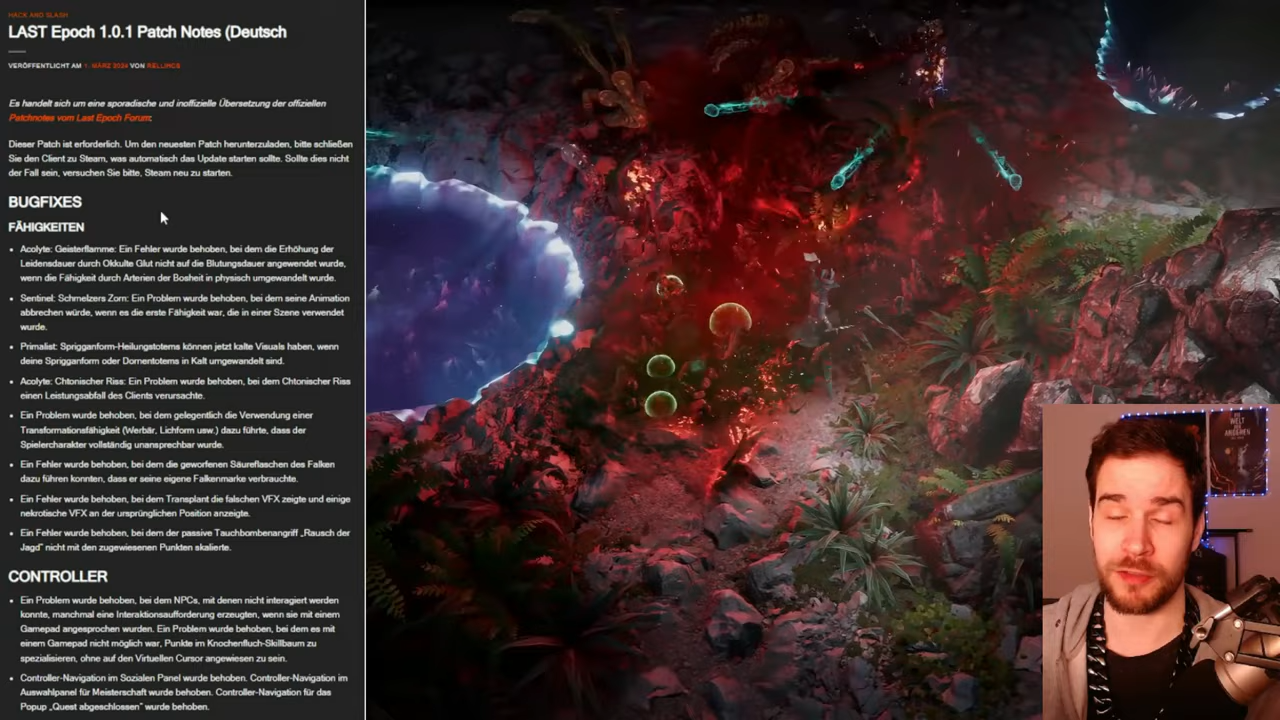 HACK AND SLASH
LAST Epoch 1.0.1 Patch Notes (Deutsch
VERÖFFENTLICHT AM 1. MÄRZ 2024 VON RELLINCS
Es handelt sich um eine sporadische und inoffizielle Übersetzung der offiziellen
Patchnotes vom Last Epoch Forum:
Dieser Patch ist erforderlich. Um den neuesten Patch herunterzuladen, bitte schließen
Sie den Client zu Steam, was automatisch das Update starten sollte. Sollte dies nicht
der Fall sein, versuchen Sie bitte, Steam neu zu starten.
BUGFIXES
FÄHIGKEITEN
• Acolyte: Geisterflamme: Ein Fehler wurde behoben, bei dem die Erhöhung der
Leidensdauer durch Okkulte Glut nicht auf die Blutungsdauer angewendet wurde,
wenn die Fähigkeit durch Arterien der Bosheit in physisch umgewandelt wurde.
• Sentinel: Schmelzers Zorn: Ein Problem wurde behoben, bei dem seine Animation
abbrechen würde, wenn es die erste Fähigkeit war, die in einer Szene verwendet
wurde.
• Primalist: Sprigganform-Heilungstotems können jetzt kalte Visuals haben, wenn
deine Sprigganform oder Dornentotems in Kalt umgewandelt sind.
• Acolyte: Chtonischer Riss: Ein Problem wurde behoben, bei dem Chtonischer Riss
einen Leistungsabfall des Clients verursachte.
• Ein Problem wurde behoben, bei dem gelegentlich die Verwendung einer
Transformationsfähigkeit (Werbär, Lichform usw.) dazu führte, dass der
Spielercharakter vollständig unansprechbar wurde.
• Ein Fehler wurde behoben, bei dem die geworfenen Säureflaschen des Falken
dazu führen konnten, dass er seine eigene Falkenmarke verbrauchte.
• Ein Fehler wurde behoben, bei dem Transplant die falschen VFX zeigte und einige
nekrotische VFX an der ursprünglichen Position anzeigte.
• Ein Fehler wurde behoben, bei dem der passive Tauchbombenangriff „Rausch der
Jagd" nicht mit den zugewiesenen Punkten skalierte.
CONTROLLER
• Ein Problem wurde behoben, bei dem NPCs, mit denen nicht interagiert werden
konnte, manchmal eine Interaktionsaufforderung erzeugten, wenn sie mit einem
Gamepad angesprochen wurden. Ein Problem wurde behoben, bei dem es mit
einem Gamepad nicht möglich war, Punkte im Knochenfluch-Skillbaum zu
spezialisieren, ohne auf den Virtuellen Cursor angewiesen zu sein.
• Controller-Navigation im Sozialen Panel wurde behoben. Controller-Navigation im
Auswahlpanel für Meisterschaft wurde behoben. Controller-Navigation für das
Popup „Quest abgeschlossen" wurde behoben.
DIE
WELT
DER
ANDEREN